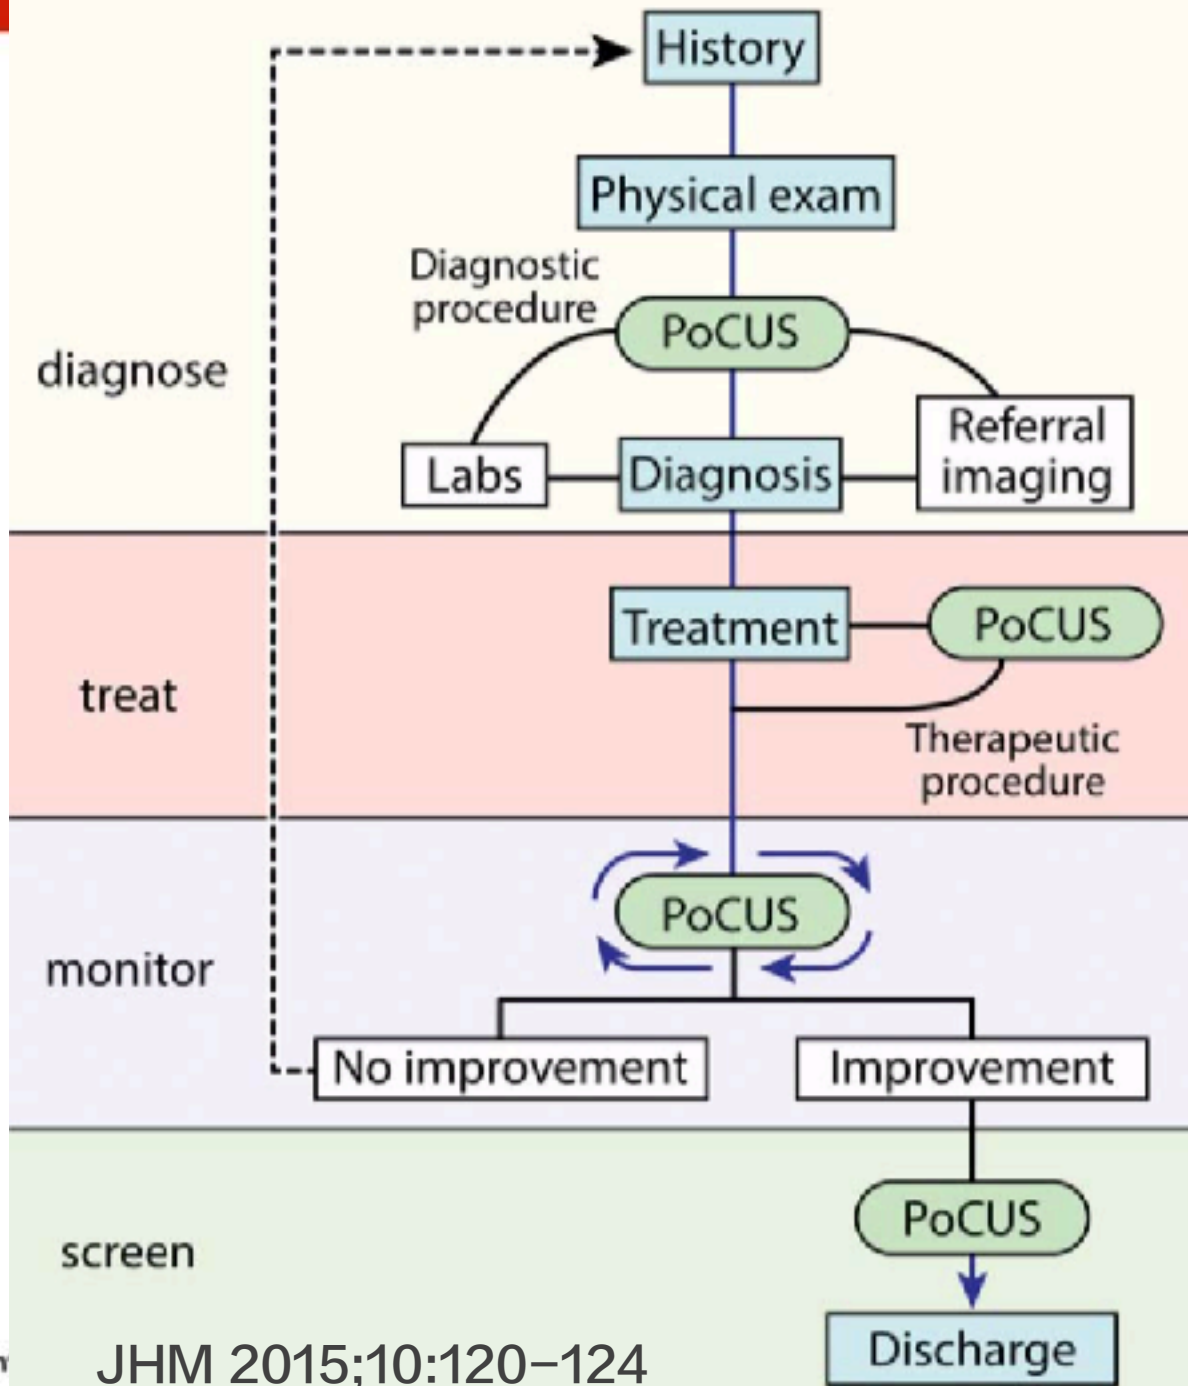 History
Physical exam
Diagnostic
procedure
PoCUS
diagnose
Labs
Diagnosis
Referral
imaging
Treatment
PoCUS
treat
Therapeutic
procedure
PoCUS
monitor
No improvement
Improvement
PoCUS
screen
Discharge
JHM 2015;10:120–124